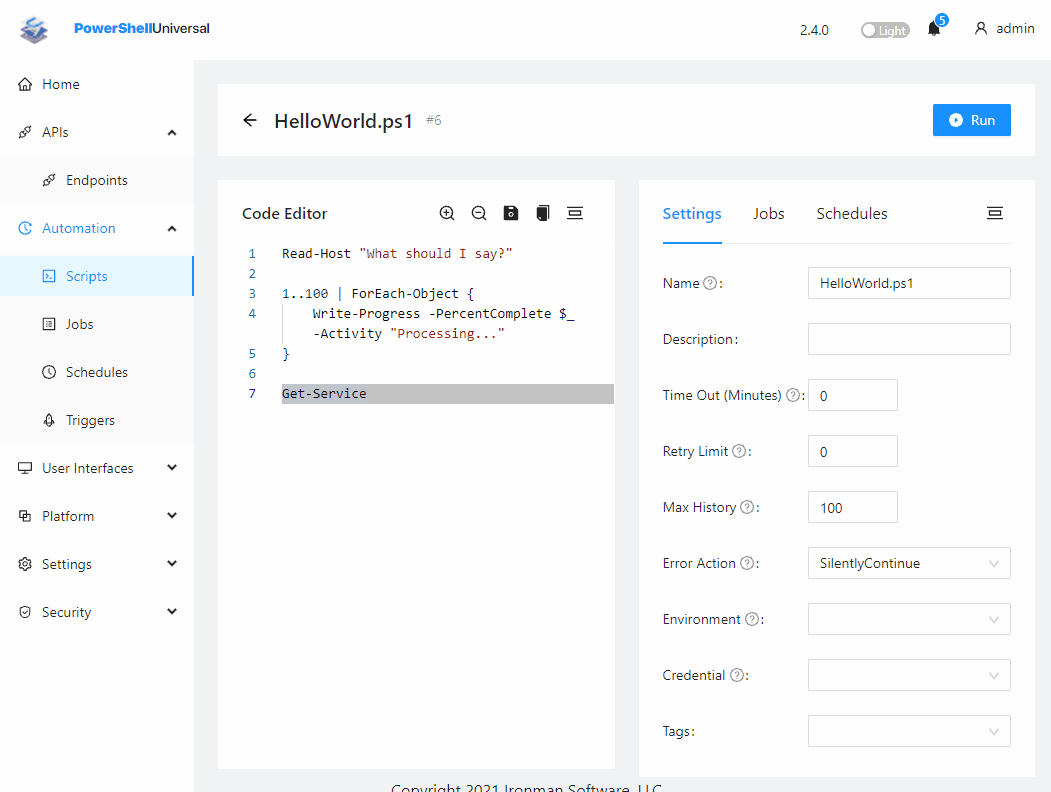 PowerShellUniversal
2.4.0
Light
5
admin
Home
APIs
Endpoints
Automation
Scripts
Jobs
Schedules
Triggers
User Interfaces
Platform
Settings
Security
HelloWorld.ps1 #6
Run
Code Editor
1 Read-Host "What should I say?"
2
3 1..100 | ForEach-Object {
4 Write-Progress -PercentComplete $_
-Activity "Processing..."
5 }
6
7 Get-Service
Settings Jobs Schedules
Name ?: HelloWorld.ps1
Description:
Time Out (Minutes) ?: 0
Retry Limit ?: 0
Max History ?: 100
Error Action ?: SilentlyContinue
Environment ?:
Credential ?:
Tags:
Copyright 2021 Ironman Software, LLC